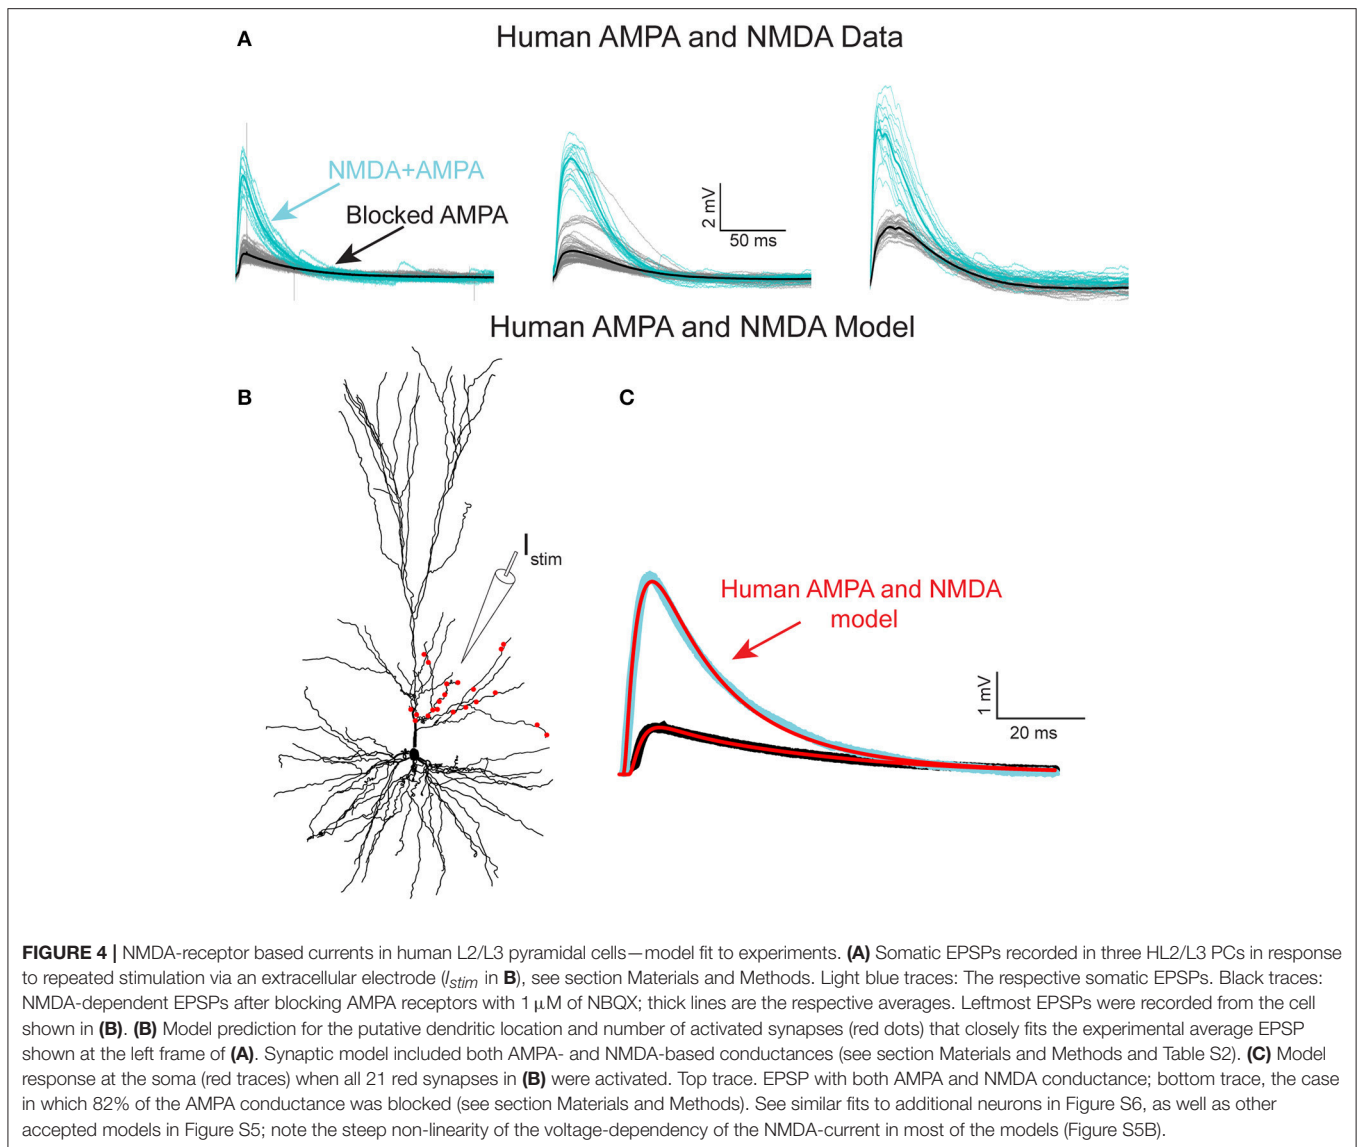 A
Human AMPA and NMDA Data
NMDA+AMPA
Blocked AMPA
2 mV
50 ms
Human AMPA and NMDA Model
B
C
Istim
Human AMPA and NMDA
model
1 mV
20 ms
FIGURE 4 | NMDA-receptor based currents in human L2/L3 pyramidal cells—model fit to experiments. (A) Somatic EPSPs recorded in three HL2/L3 PCs in response
to repeated stimulation via an extracellular electrode (Istim in B), see section Materials and Methods. Light blue traces: The respective somatic EPSPs. Black traces:
NMDA-dependent EPSPs after blocking AMPA receptors with 1 μM of NBQX; thick lines are the respective averages. Leftmost EPSPs were recorded from the cell
shown in (B). (B) Model prediction for the putative dendritic location and number of activated synapses (red dots) that closely fits the experimental average EPSP
shown at the left frame of (A). Synaptic model included both AMPA- and NMDA-based conductances (see section Materials and Methods and Table S2). (C) Model
response at the soma (red traces) when all 21 red synapses in (B) were activated. Top trace. EPSP with both AMPA and NMDA conductance; bottom trace, the case
in which 82% of the AMPA conductance was blocked (see section Materials and Methods). See similar fits to additional neurons in Figure S6, as well as other
accepted models in Figure S5; note the steep non-linearity of the voltage-dependency of the NMDA-current in most of the models (Figure S5B).